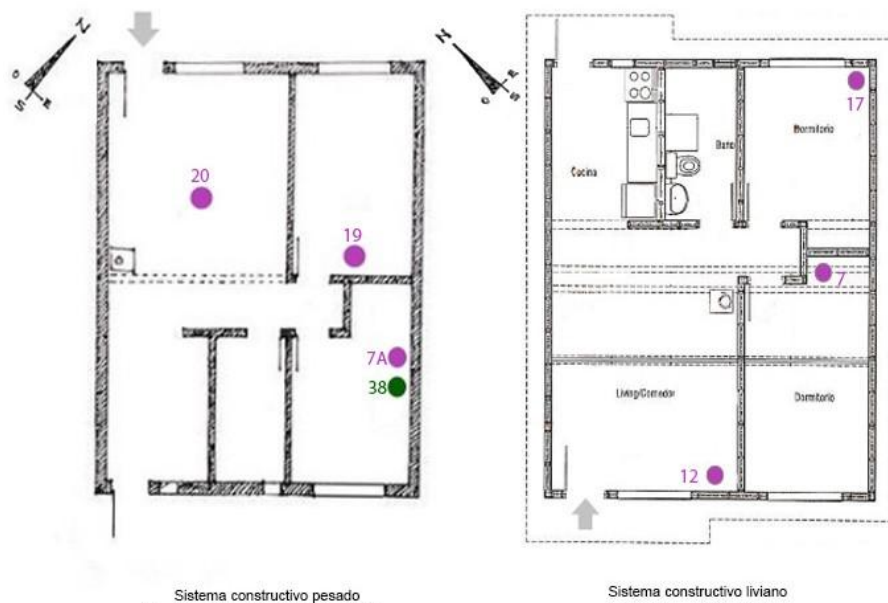 Z
O
S
E
20
19
7A
38
Sistema constructivo pesado
N
E
O
S
17
Dormitorio
Baño
Cocina
7
Living/Comedor
Dormitorio
12
Sistema constructivo liviano